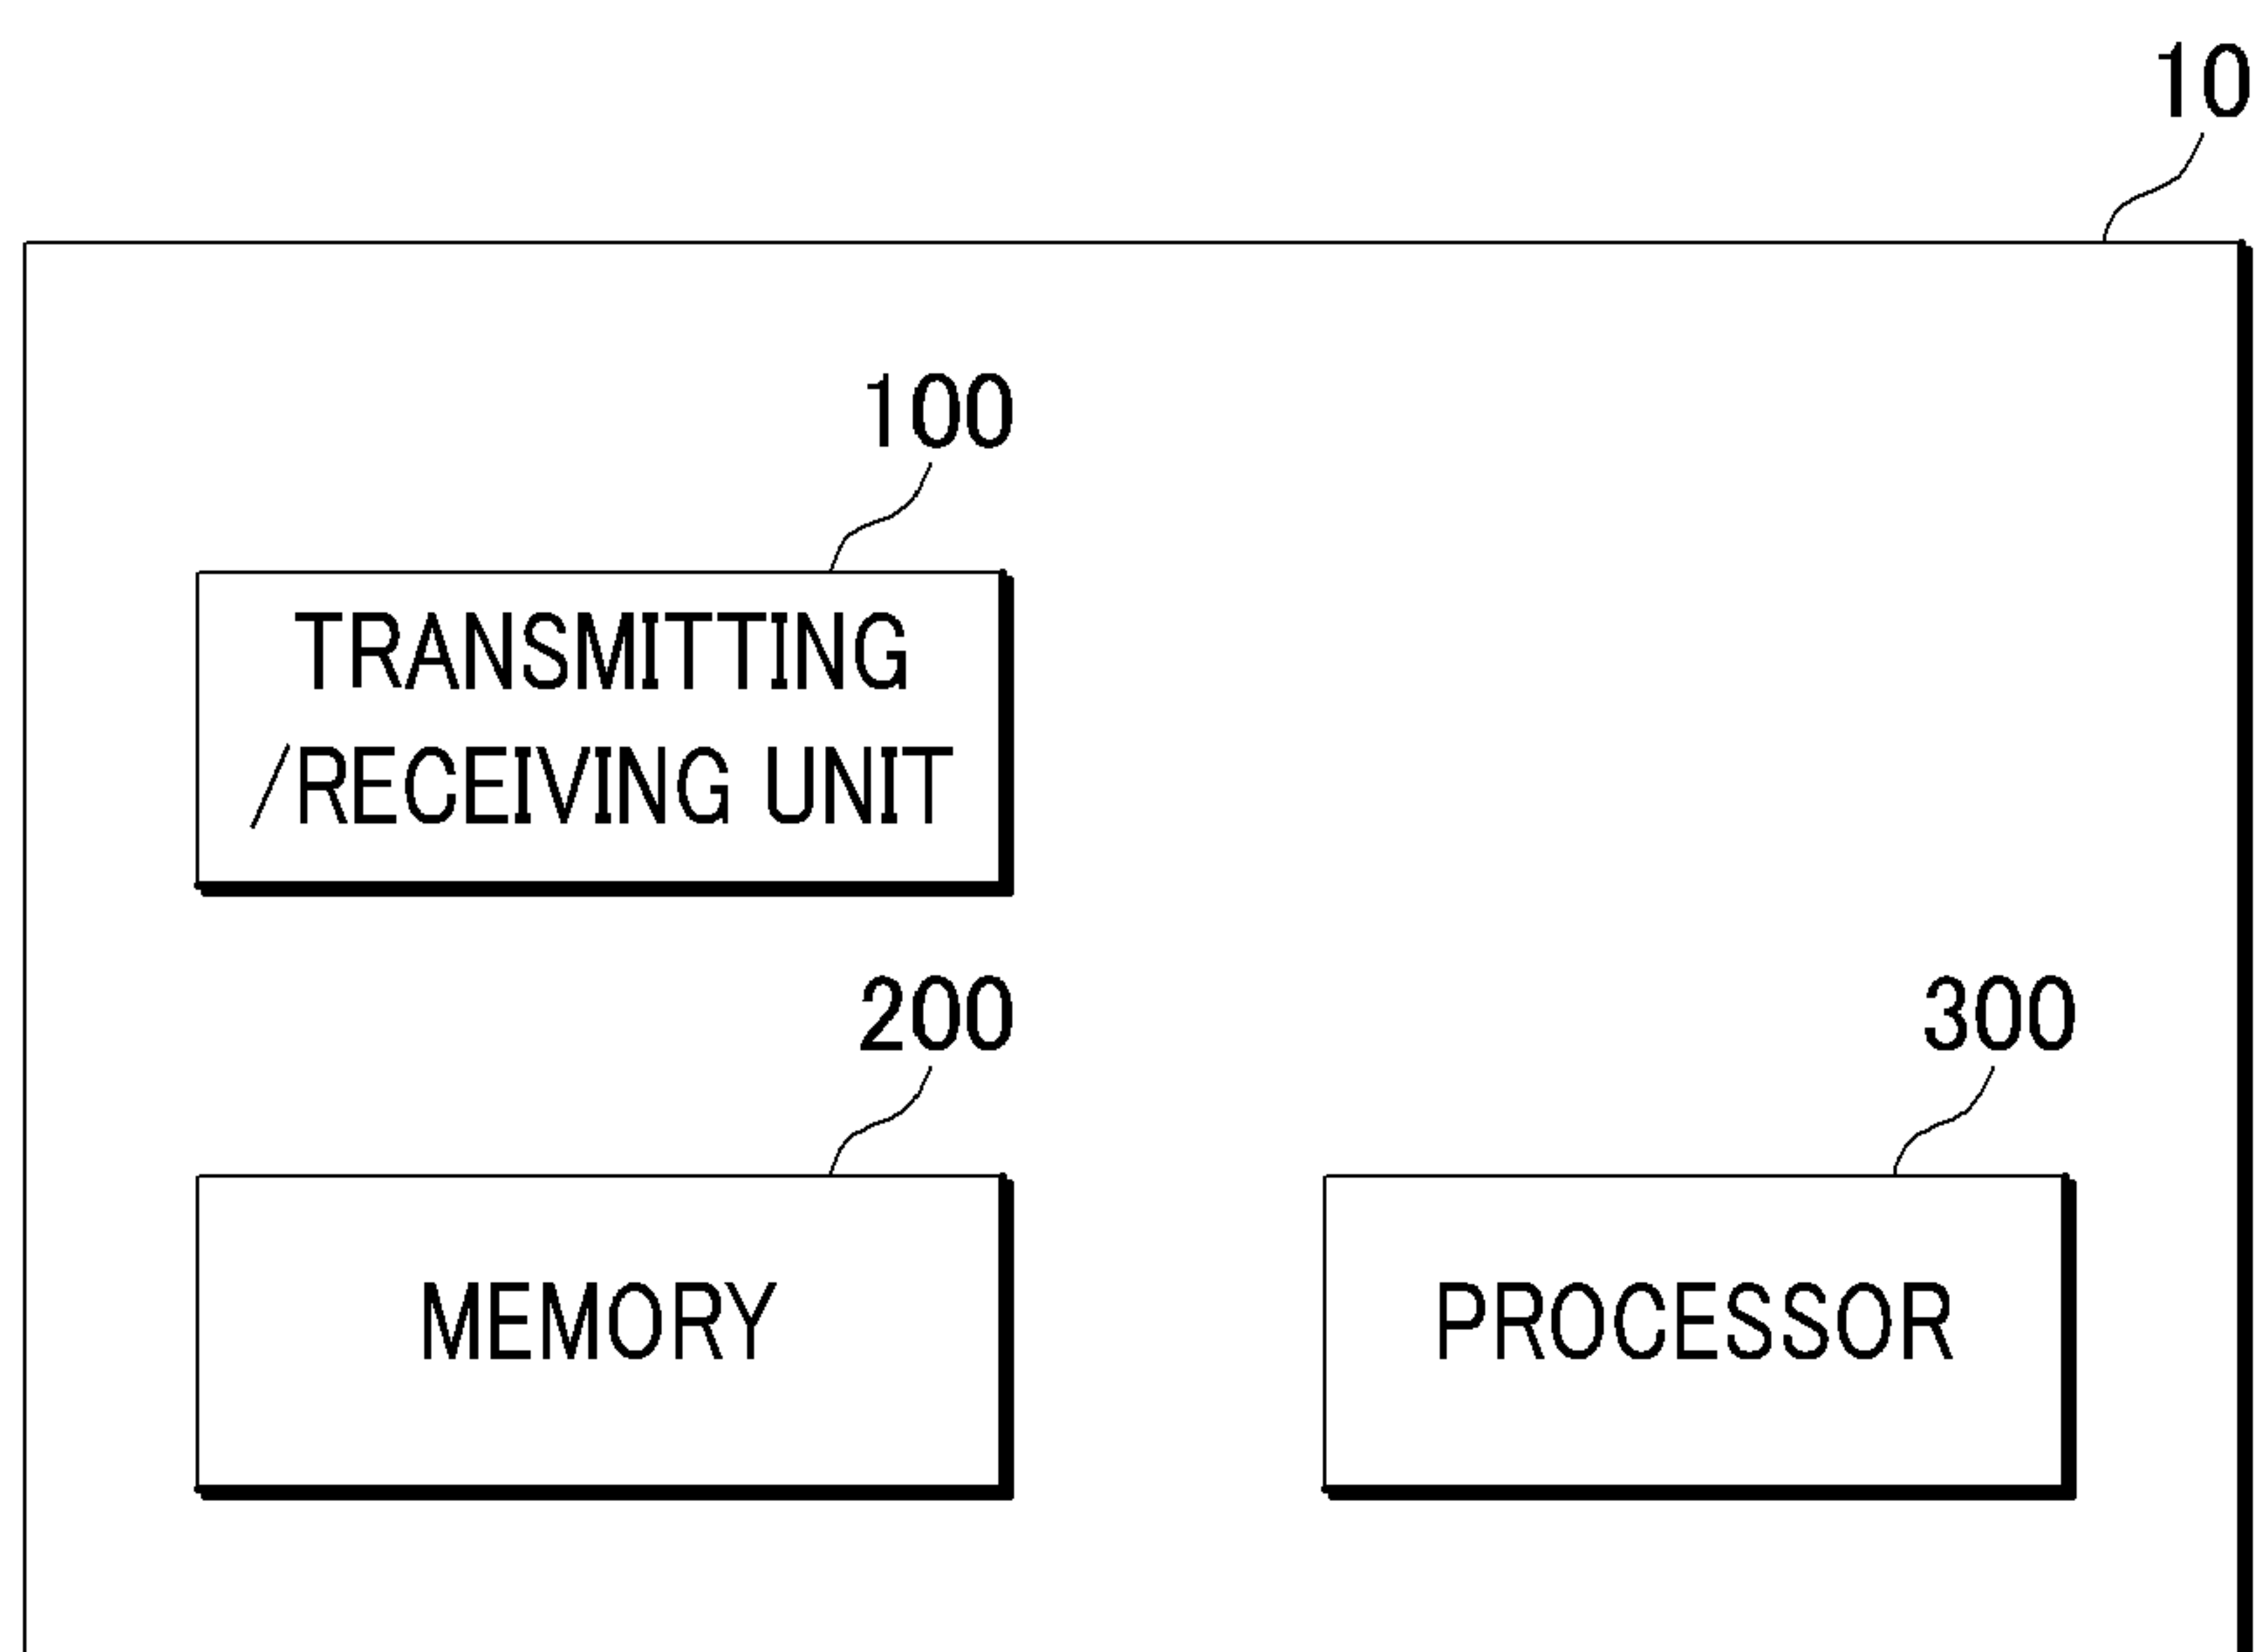 10
100
TRANSMITTING
/RECEIVING UNIT
200
300
MEMORY
PROCESSOR